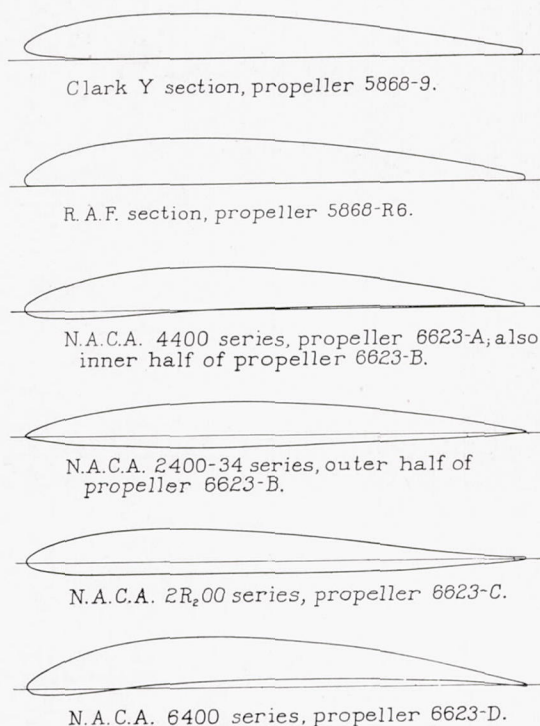 Clark Y section, propeller 5868-9.
R.A.F. section, propeller 5868-R6.
N.A.C.A. 4400 series, propeller 6623-A; also
inner half of propeller 6623-B.
N.A.C.A. 2400-34 series, outer half of
propeller 6623-B.
N.A.C.A. 2R₂00 series, propeller 6623-C.
N.A.C.A. 6400 series, propeller 6623-D.